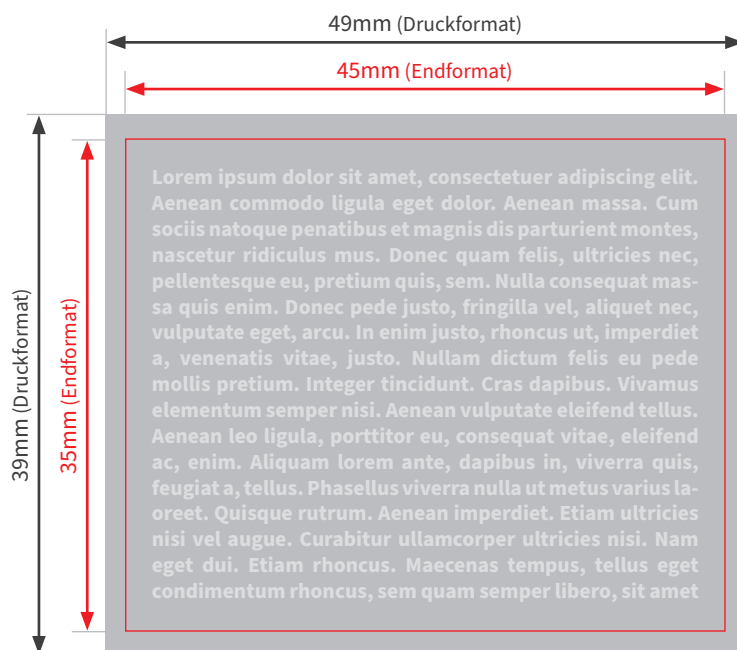 49mm (Druckformat)
45mm (Endformat)
39mm (Druckformat)
35mm (Endformat)
Lorem ipsum dolor sit amet, consectetuer adipiscing elit.
Aenean commodo ligula eget dolor. Aenean massa. Cum
sociis natoque penatibus et magnis dis parturient montes,
nascetur ridiculus mus. Donec quam felis, ultricies nec,
pellentesque eu, pretium quis, sem. Nulla consequat mas-
sa quis enim. Donec pede justo, fringilla vel, aliquet nec,
vulputate eget, arcu. In enim justo, rhoncus ut, imperdiet
a, venenatis vitae, justo. Nullam dictum felis eu pede
mollis pretium. Integer tincidunt. Cras dapibus. Vivamus
elementum semper nisi. Aenean vulputate eleifend tellus.
Aenean leo ligula, porttitor eu, consequat vitae, eleifend
ac, enim. Aliquam lorem ante, dapibus in, viverra quis,
feugiat a, tellus. Phasellus viverra nulla ut metus varius la-
oreet. Quisque rutrum. Aenean imperdiet. Etiam ultricies
nisi vel augue. Curabitur ullamcorper ultricies nisi. Nam
eget dui. Etiam rhoncus. Maecenas tempus, tellus eget
condimentum rhoncus, sem quam semper libero, sit amet